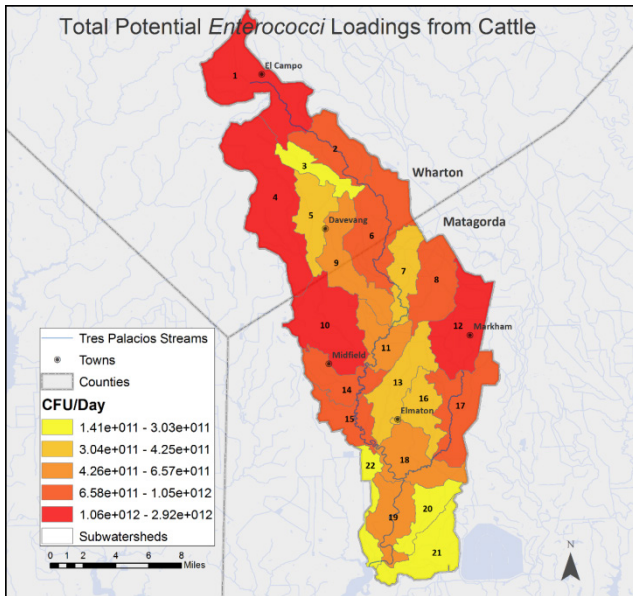 Total Potential Enterococci Loadings from Cattle
1
El Campo
2
3
Wharton
4
5
Davevang
6
Matagorda
9
7
8
10
12
Markham
11
Midfield
13
14
16
15
Elmaton
17
18
22
20
19
21
Tres Palacios Streams
Towns
Counties
CFU/Day
1.41e+011 - 3.03e+011
3.04e+011 - 4.25e+011
4.26e+011 - 6.57e+011
6.58e+011 - 1.05e+012
1.06e+012 - 2.92e+012
Subwatersheds
0 1 2 4 6 8
Miles
N